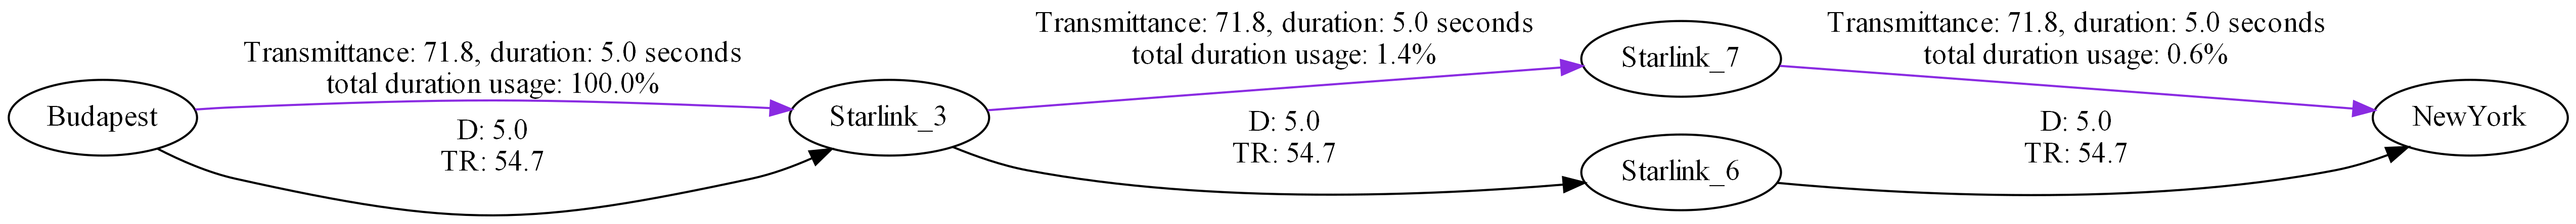 Transmittance: 71.8, duration: 5.0 seconds
total duration usage: 1.4%
Transmittance: 71.8, duration: 5.0 seconds
total duration usage: 0.6%
Transmittance: 71.8, duration: 5.0 seconds
total duration usage: 100.0%
Starlink_7
Budapest
Starlink_3
NewYork
D: 5.0
TR: 54.7
D: 5.0
TR: 54.7
D: 5.0
TR: 54.7
Starlink_6